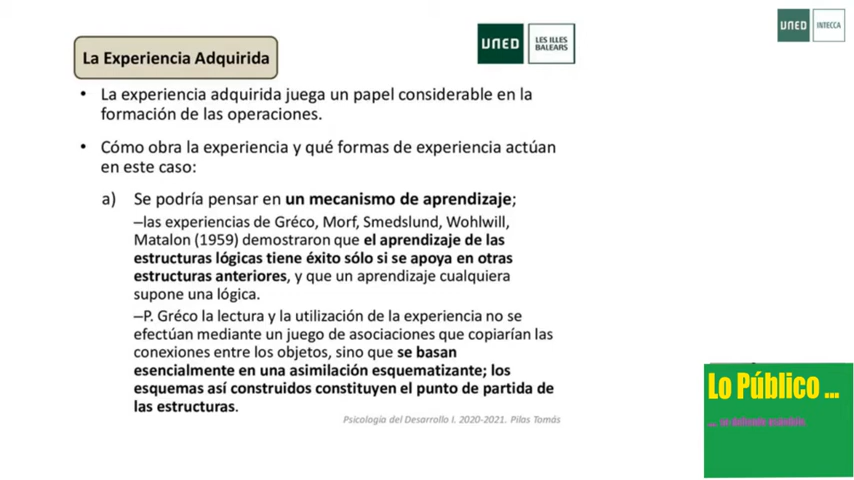 UNED
INTECCA
UNED
LES ILLES
BALEARS
La Experiencia Adquirida
• La experiencia adquirida juega un papel considerable en la
formación de las operaciones.
• Cómo obra la experiencia y qué formas de experiencia actúan
en este caso:
a) Se podría pensar en un mecanismo de aprendizaje;
–las experiencias de Gréco, Morf, Smedslund, Wohlwill,
Matalon (1959) demostraron que el aprendizaje de las
estructuras lógicas tiene éxito sólo si se apoya en otras
estructuras anteriores, y que un aprendizaje cualquiera
supone una lógica.
–P. Gréco la lectura y la utilización de la experiencia no se
efectúan mediante un juego de asociaciones que copiarían las
conexiones entre los objetos, sino que se basan
esencialmente en una asimilación esquematizante; los
esquemas así construidos constituyen el punto de partida de
las estructuras.
Psicología del Desarrollo I. 2020-2021. Pilas Tomás
Lo Público ...